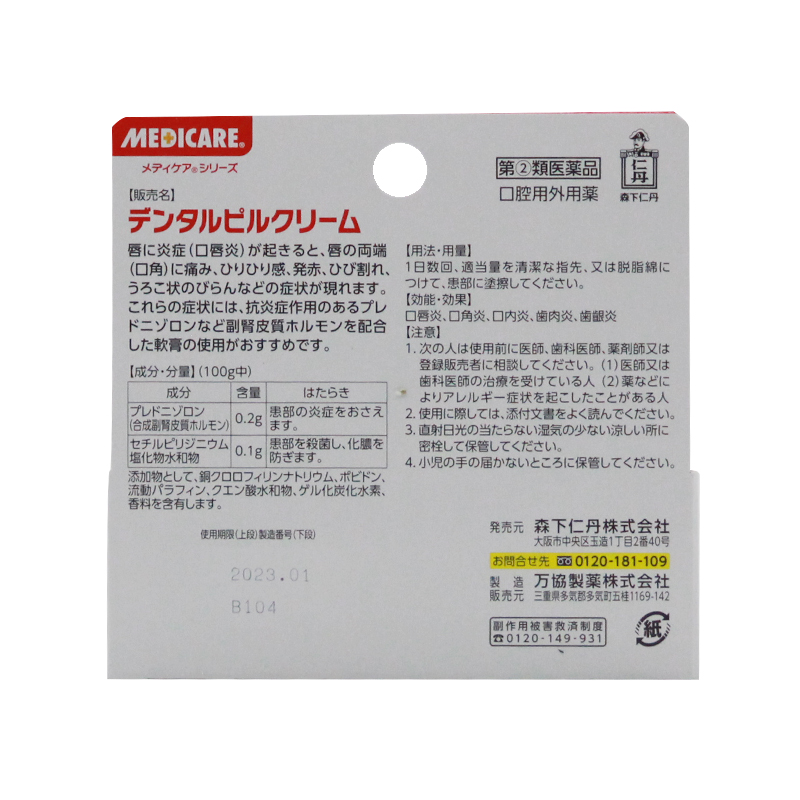 MEDICARE®
メディケア®シリーズ
【販売名】
デンタルピルクリーム
唇に炎症（口唇炎）が起きると、唇の両端
（口角）に痛み、ひりひり感、発赤、ひび割れ、
うろこ状のびらんなどの症状が現れます。
これらの症状には、抗炎症作用のあるプレ
ドニゾロンなど副腎皮質ホルモンを配合し
た軟膏の使用がおすすめです。
【成分・分量】（100g中）
成分 含量 はたらき
プレドニゾロン
（合成副腎皮質ホルモン） 0.2g 患部の炎症をおさえ
ます。
セチルピリジニウム
塩化物水和物 0.1g 患部を殺菌し、化膿を
防ぎます。
添加物として、銅クロロフィリンナトリウム、ポビドン、
流動パラフィン、クエン酸水和物、ゲル化炭化水素、
香料を含有します。
使用期限（上段）製造番号（下段）
2023.01
B104
指定②類医薬品
口腔用外用薬
仁丹
森下仁丹
【用法・用量】
1日数回、適当量を清潔な指先、又は脱脂綿に
つけて、患部に塗擦してください。
【効能・効果】
口唇炎、口角炎、口内炎、歯肉炎、歯齦炎
【注意】
1. 次の人は使用前に医師、歯科医師、薬剤師又は
登録販売者に相談してください。（1）医師又は
歯科医師の治療を受けている人（2）薬などに
よりアレルギー症状を起こしたことがある人
2. 使用に際しては、添付文書をよく読んでください。
3. 直射日光の当たらない湿気の少ない涼しい所に
密栓して保管してください。
4. 小児の手の届かないところに保管してください。
発売元 森下仁丹株式会社
大阪市中央区玉造1丁目2番40号
お問合せ先 0120-181-109
製造販売元 万協製薬株式会社
三重県多気郡多気町五桂1169-142
副作用被害救済制度
☎0120-149-931
紙